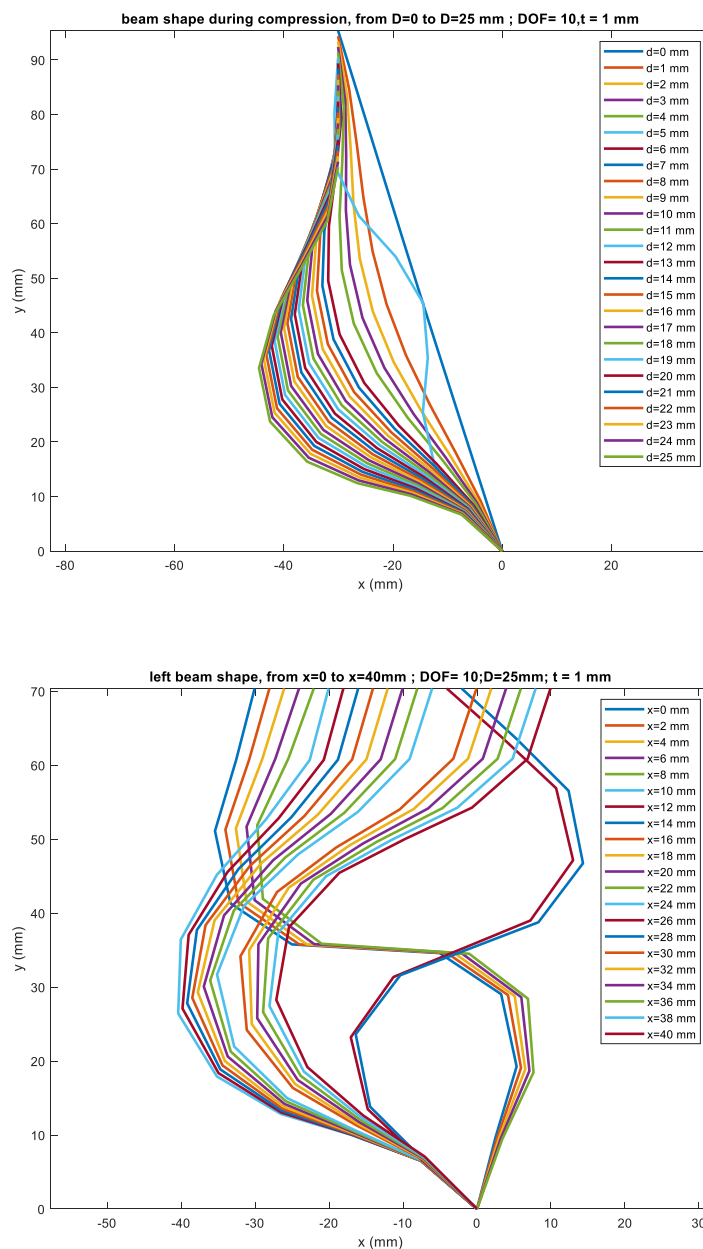 beam shape during compression, from D=0 to D=25 mm ; DOF= 10,t = 1 mm
90
80
70
60
50
40
30
20
10
0
y (mm)
-80
-60
-40
-20
0
20
x (mm)
d=0 mm
d=1 mm
d=2 mm
d=3 mm
d=4 mm
d=5 mm
d=6 mm
d=7 mm
d=8 mm
d=9 mm
d=10 mm
d=11 mm
d=12 mm
d=13 mm
d=14 mm
d=15 mm
d=16 mm
d=17 mm
d=18 mm
d=19 mm
d=20 mm
d=21 mm
d=22 mm
d=23 mm
d=24 mm
d=25 mm
left beam shape, from x=0 to x=40mm ; DOF= 10;D=25mm; t = 1 mm
70
60
50
40
30
20
10
0
y (mm)
-50
-40
-30
-20
-10
0
10
20
30
x (mm)
x=0 mm
x=2 mm
x=4 mm
x=6 mm
x=8 mm
x=10 mm
x=12 mm
x=14 mm
x=16 mm
x=18 mm
x=20 mm
x=22 mm
x=24 mm
x=26 mm
x=28 mm
x=30 mm
x=32 mm
x=34 mm
x=36 mm
x=38 mm
x=40 mm